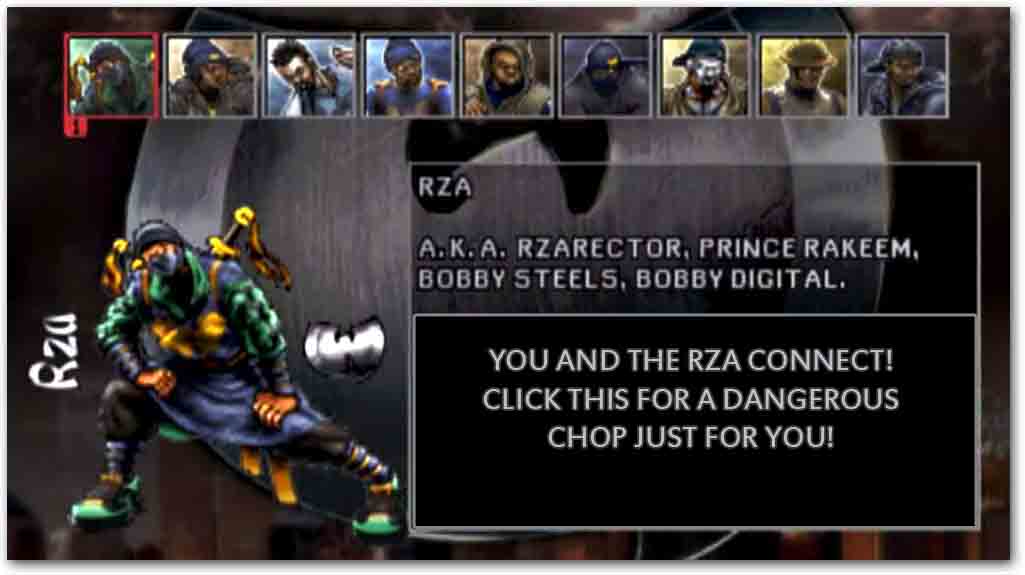 RZA
A.K.A. RZARECTOR, PRINCE RAKEEM,
BOBBY STEELS, BOBBY DIGITAL.
Rza
YOU AND THE RZA CONNECT!
CLICK THIS FOR A DANGEROUS
CHOP JUST FOR YOU!